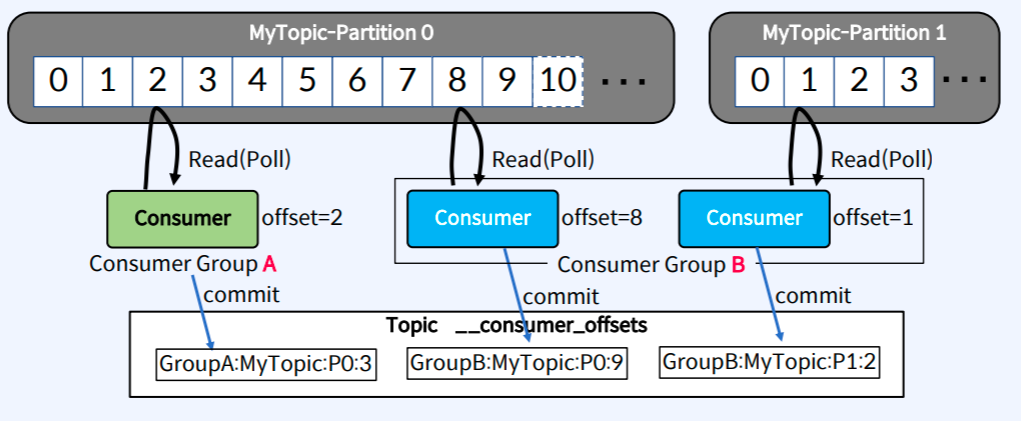 MyTopic-Partition 0
0 1 2 3 4 5 6 7 8 9 10 ...
MyTopic-Partition 1
0 1 2 3 ...
Read(Poll)
Read(Poll)
Read(Poll)
Consumer
offset=2
Consumer
offset=8
Consumer
offset=1
Consumer Group A
Consumer Group B
commit
commit
commit
Topic __consumer_offsets
GroupA:MyTopic:P0:3
GroupB:MyTopic:P0:9
GroupB:MyTopic:P1:2